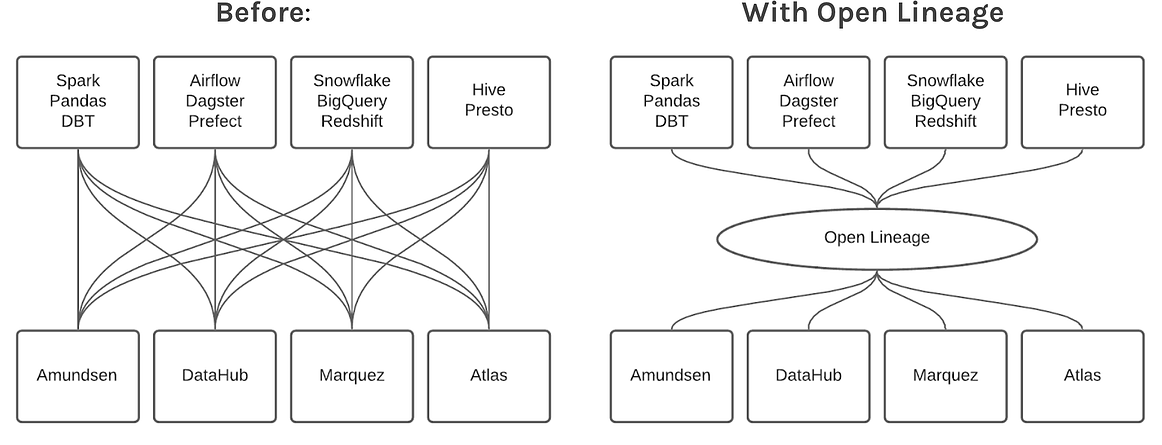 Before:
Spark
Pandas
DBT
Airflow
Dagster
Prefect
Snowflake
BigQuery
Redshift
Hive
Presto
Amundsen
DataHub
Marquez
Atlas
With Open Lineage
Spark
Pandas
DBT
Airflow
Dagster
Prefect
Snowflake
BigQuery
Redshift
Hive
Presto
Open Lineage
Amundsen
DataHub
Marquez
Atlas